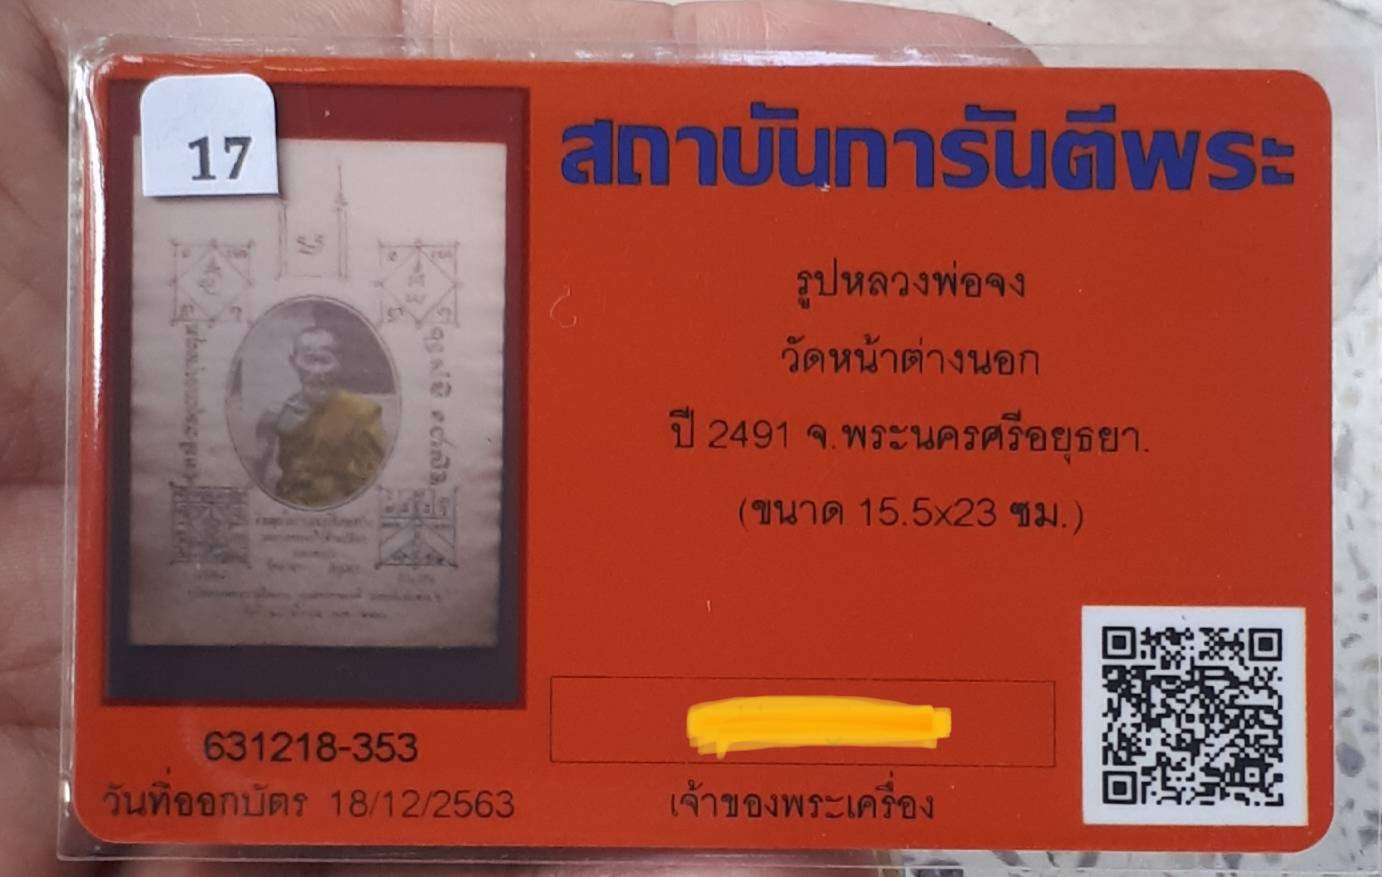 17
สถาบันการันตีพระ
รูปหลวงพ่อจง
วัดหน้าต่างนอก
ปี 2491 จ.พระนครศรีอยุธยา.
(ขนาด 15.5x23 ซม.)
631218-353
วันที่ออกบัตร 18/12/2563
เจ้าของพระเครื่อง